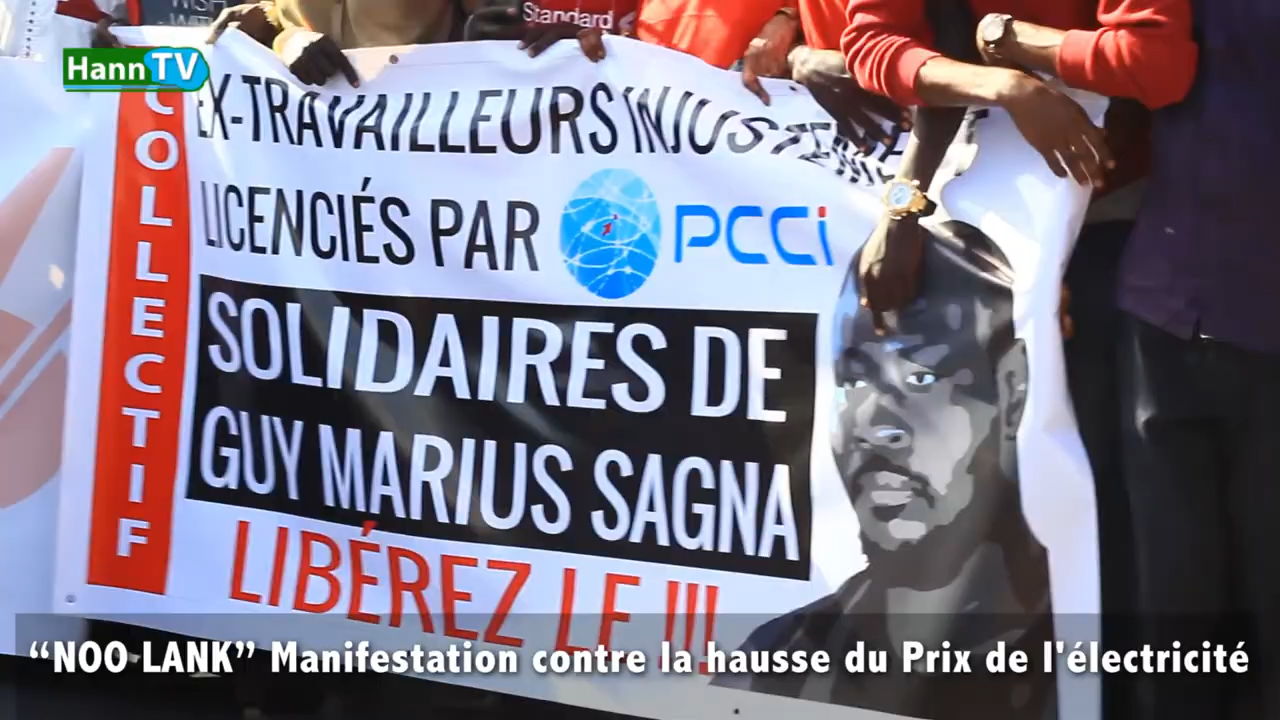 HannTV
Standard
COLLECTIF
EX-TRAVAILLEURS INJUSTEME
LICENCIÉS PAR PCCi
SOLIDAIRES DE
GUY MARIUS SAGNA
LIBÉREZ LE !!!
“NOO LANK” Manifestation contre la hausse du Prix de l'électricité